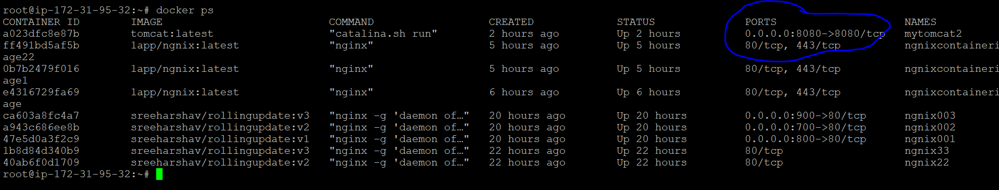 root@ip-172-31-95-32:~# docker ps
CONTAINER ID IMAGE COMMAND CREATED STATUS PORTS NAMES
a023dfc8e87b tomcat:latest "catalina.sh run" 2 hours ago Up 2 hours 0.0.0.0:8080->8080/tcp mytomcat2
ff491bd5af5b 1app/ngnix:latest "nginx" 5 hours ago Up 5 hours 80/tcp, 443/tcp ngnixcontaineri
age22
0b7b2479f016 1app/ngnix:latest "nginx" 5 hours ago Up 5 hours 80/tcp, 443/tcp ngnixcontaineri
age1
e4316729fa69 1app/ngnix:latest "nginx" 6 hours ago Up 6 hours 80/tcp, 443/tcp ngnixcontaineri
age
ca603a8fc4a7 sreeharshav/rollingupdate:v3 "nginx -g 'daemon of…" 20 hours ago Up 20 hours 0.0.0.0:900->80/tcp ngnix003
a943c686ee8b sreeharshav/rollingupdate:v2 "nginx -g 'daemon of…" 20 hours ago Up 20 hours 0.0.0.0:700->80/tcp ngnix002
47e5d0a3f2c9 sreeharshav/rollingupdate:v1 "nginx -g 'daemon of…" 20 hours ago Up 20 hours 0.0.0.0:800->80/tcp ngnix001
1b8d84d340b9 sreeharshav/rollingupdate:v3 "nginx -g 'daemon of…" 22 hours ago Up 22 hours 80/tcp ngnix33
40ab6f0d1709 sreeharshav/rollingupdate:v2 "nginx -g 'daemon of…" 22 hours ago Up 22 hours 80/tcp ngnix22
root@ip-172-31-95-32:~#